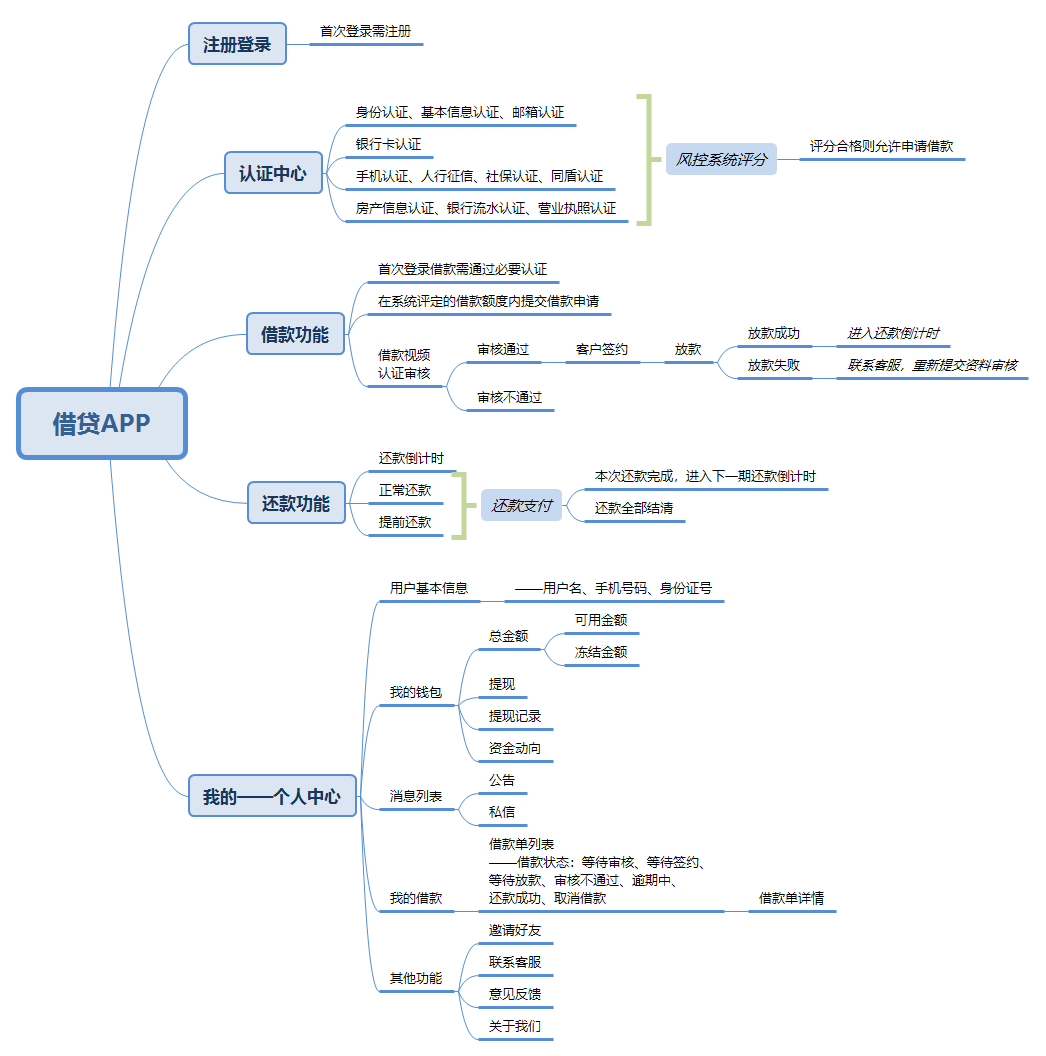 注册登录
首次登录需注册
认证中心
身份认证、基本信息认证、邮箱认证
银行卡认证
手机认证、人行征信、社保认证、同盾认证
房产信息认证、银行流水认证、营业执照认证
风控系统评分
评分合格则允许申请借款
借款功能
首次登录借款需通过必要认证
在系统评定的借款额度内提交借款申请
借款视频
认证审核
审核通过
客户签约
放款
放款成功
进入还款倒计时
放款失败
联系客服，重新提交资料审核
审核不通过
借贷APP
还款功能
还款倒计时
正常还款
提前还款
还款支付
本次还款完成，进入下一期还款倒计时
还款全部结清
我的——个人中心
用户基本信息
——用户名、手机号码、身份证号
我的钱包
总金额
可用金额
冻结金额
提现
提现记录
资金动向
消息列表
公告
私信
我的借款
借款单列表
——借款状态：等待审核、等待签约、
等待放款、审核不通过、逾期中、
还款成功、取消借款
借款单详情
其他功能
邀请好友
联系客服
意见反馈
关于我们